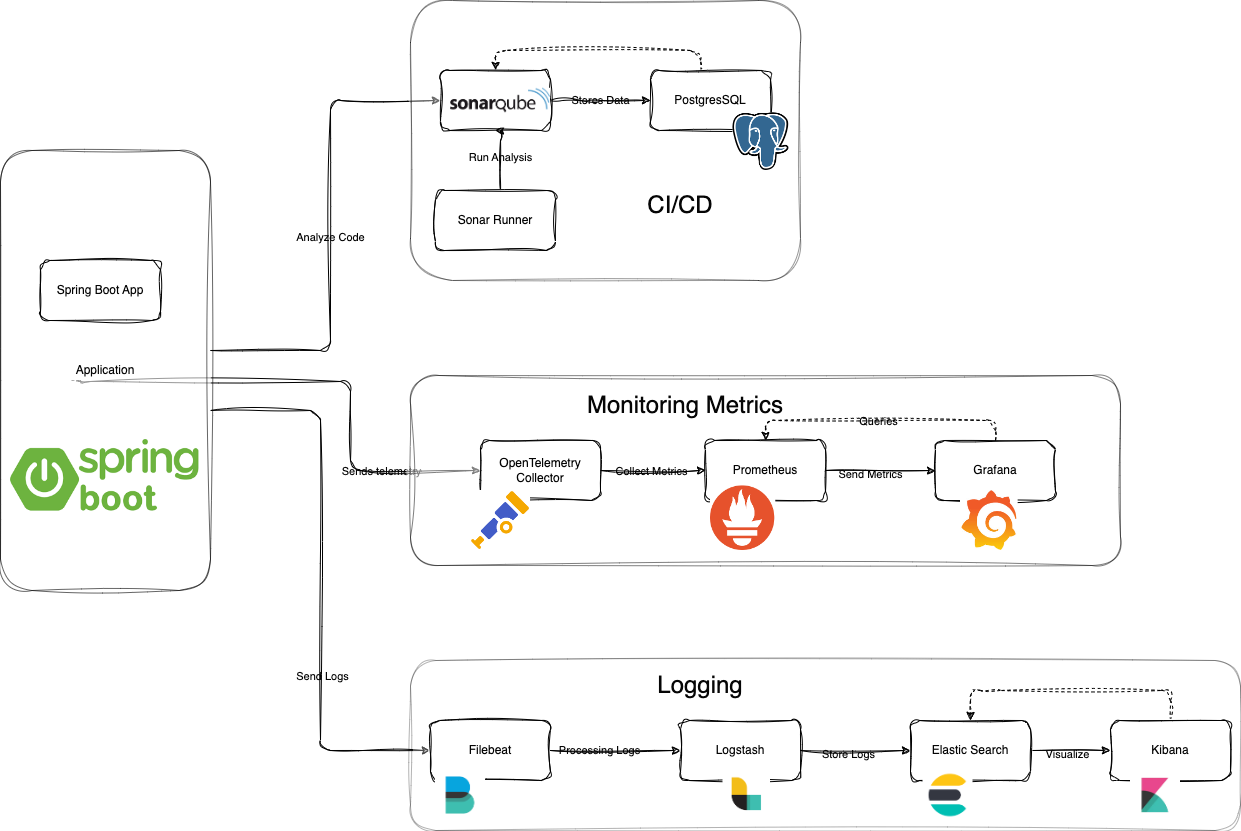 sonarqube
Stores Data
PostgresSQL
Run Analysis
Sonar Runner
CI/CD
Analyze Code
Spring Boot App
Application
spring
boot
Monitoring Metrics
Queries
Sends telemetry
OpenTelemetry
Collector
Collect Metrics
Prometheus
Send Metrics
Grafana
Send Logs
Logging
Filebeat
Processing Logs
Logstash
Store Logs
Elastic Search
Visualize
Kibana